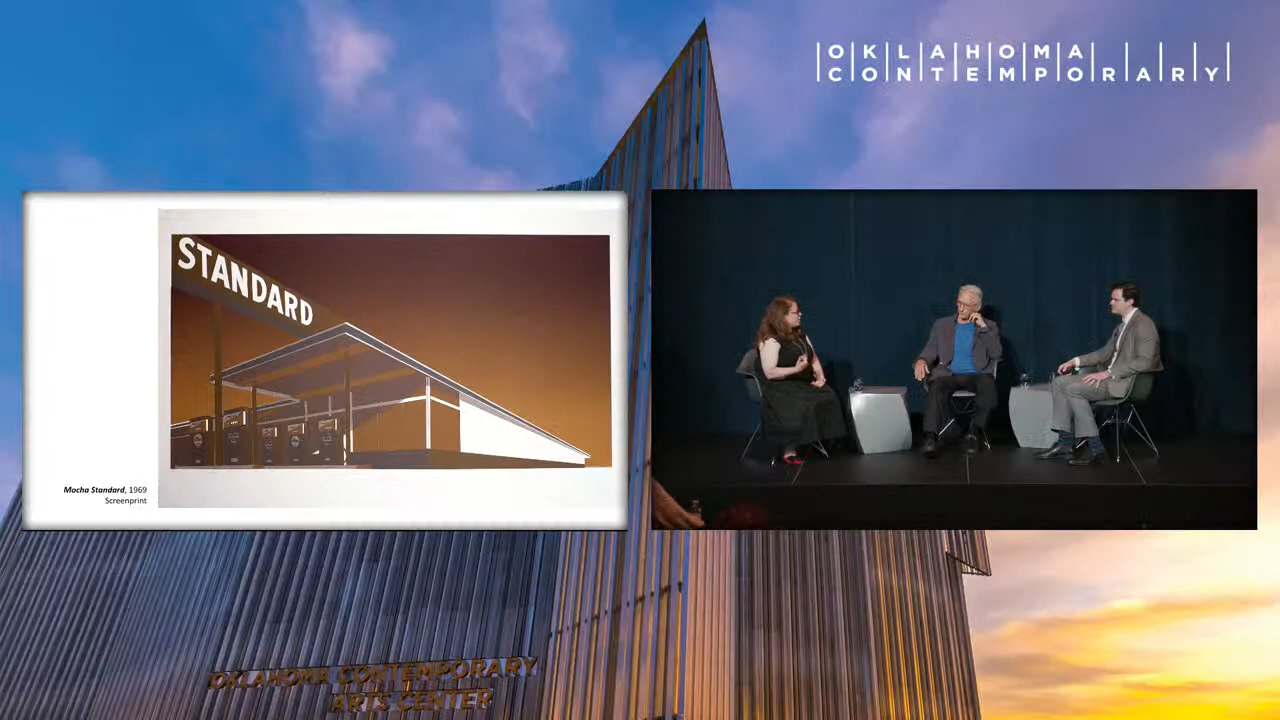 OKLAHOMA
CONTEMPORARY
STANDARD
Mocha Standard, 1969
Screenprint
OKLAHOMA CONTEMPORARY
ARTS CENTER